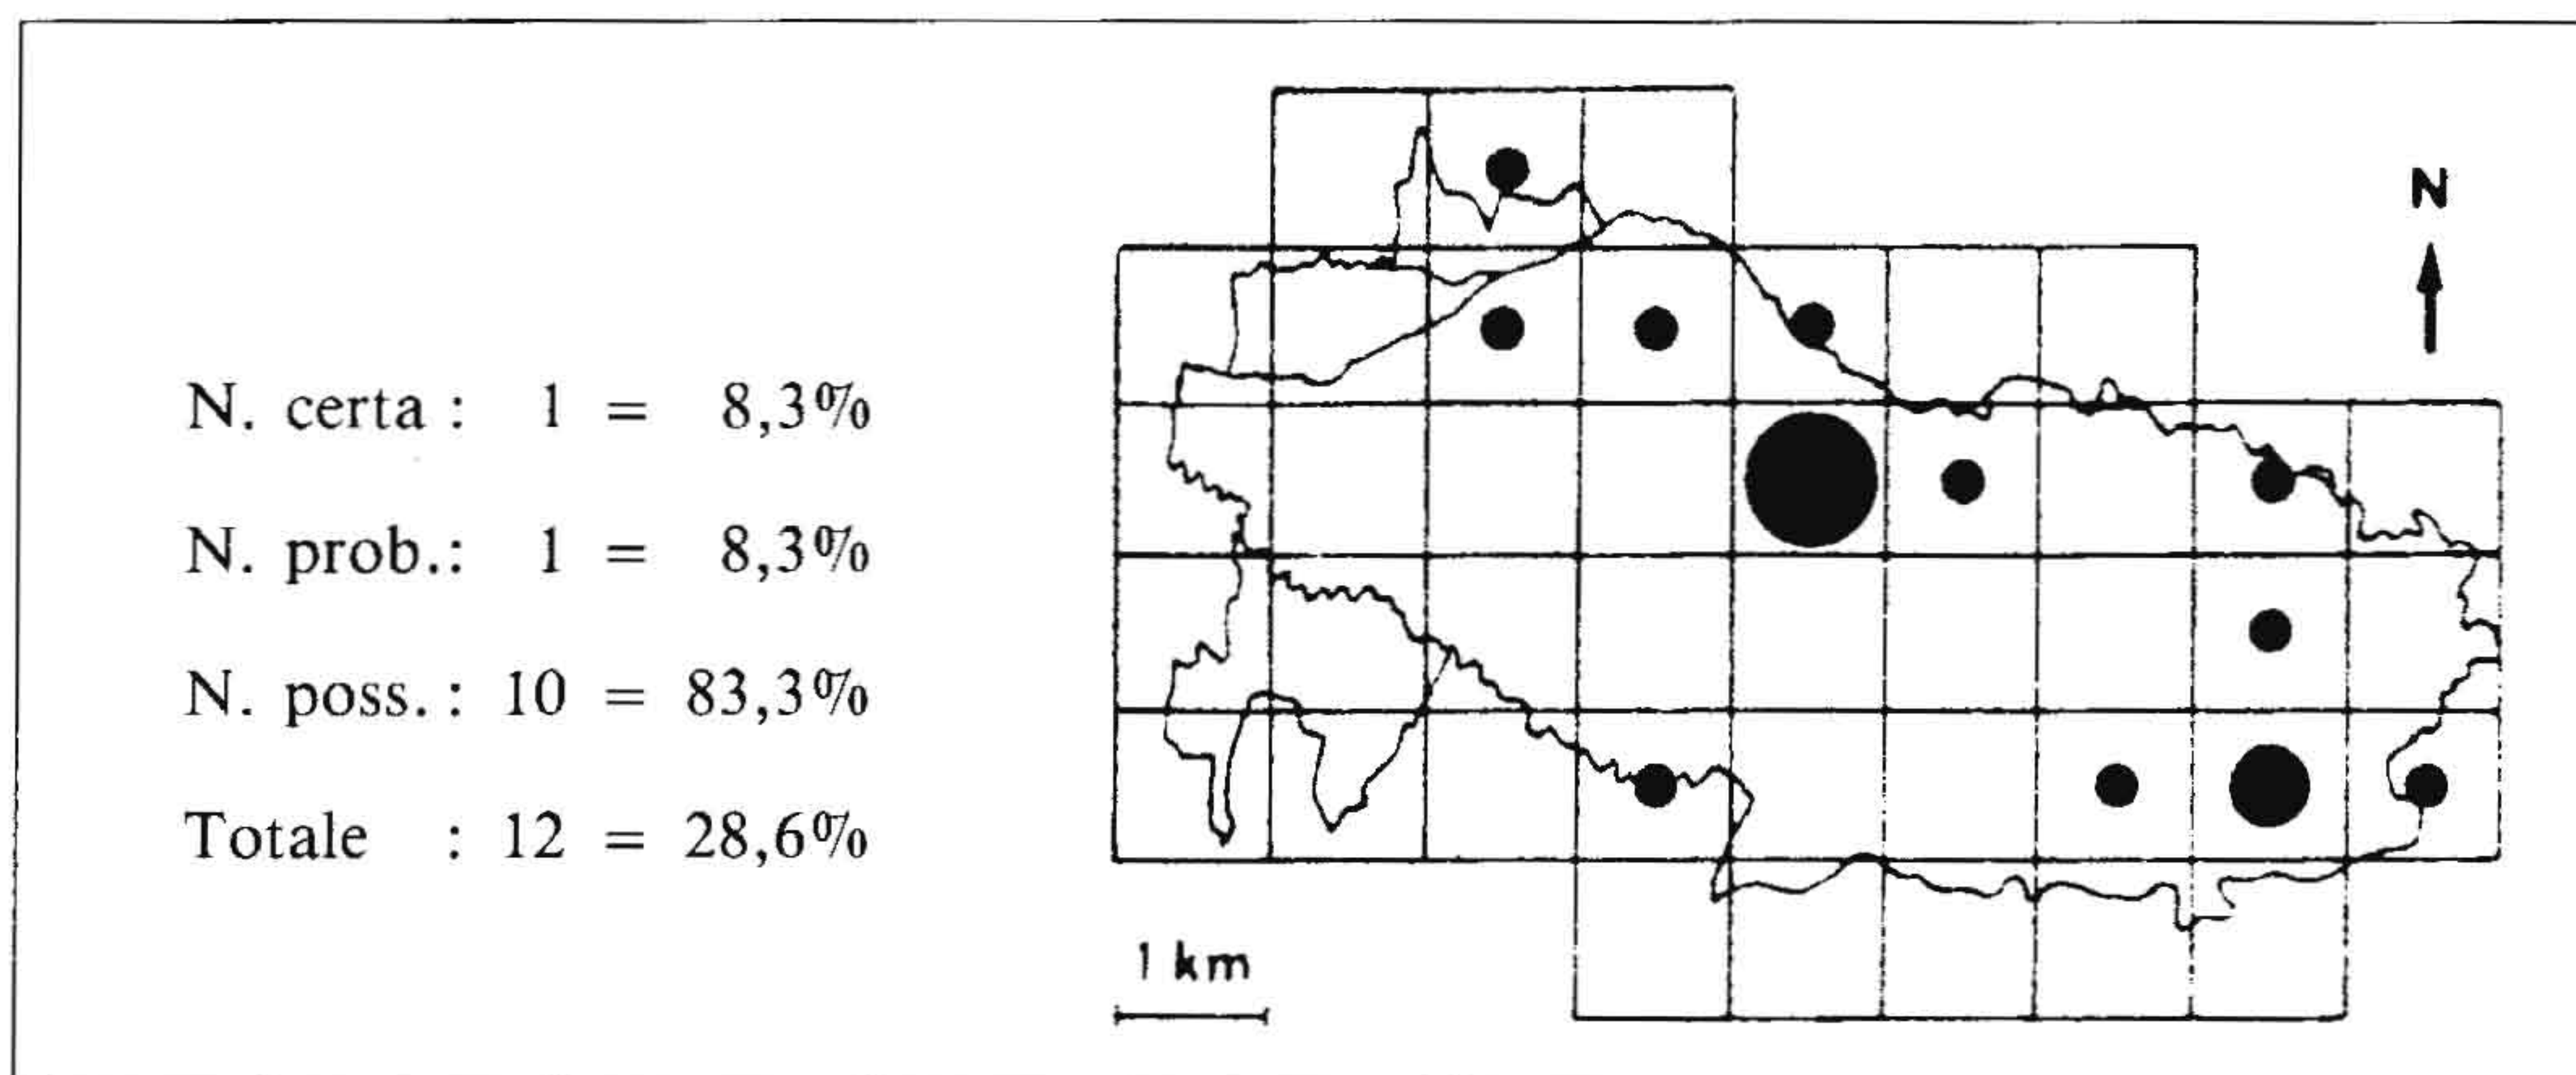 N. certa : 1 = 8,3%
N. prob.: 1 = 8,3%
N. poss. : 10 = 83,3%
Totale : 12 = 28,6%
N
1 km